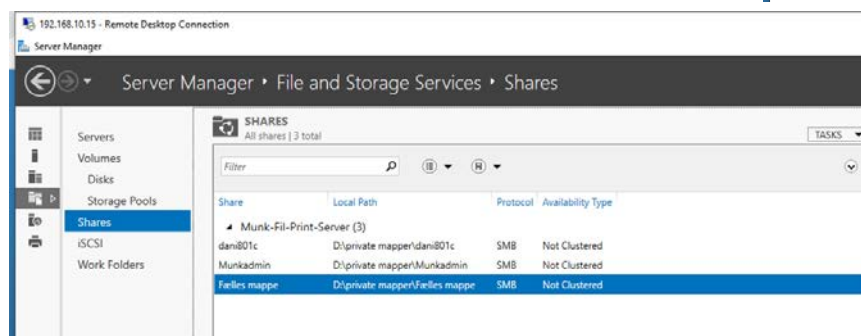 192.168.10.15 - Remote Desktop Connection
Server Manager
Server Manager • File and Storage Services • Shares
SHARES
All shares | 3 total
TASKS
Servers
Volumes
Disks
Storage Pools
Shares
iSCSI
Work Folders
Filter
Share Local Path Protocol Availability Type
Munk-Fil-Print-Server (3)
dani801c D:\private mapper\dani801c SMB Not Clustered
Munkadmin D:\private mapper\Munkadmin SMB Not Clustered
Fælles mappe D:\private mapper\Fælles mappe SMB Not Clustered